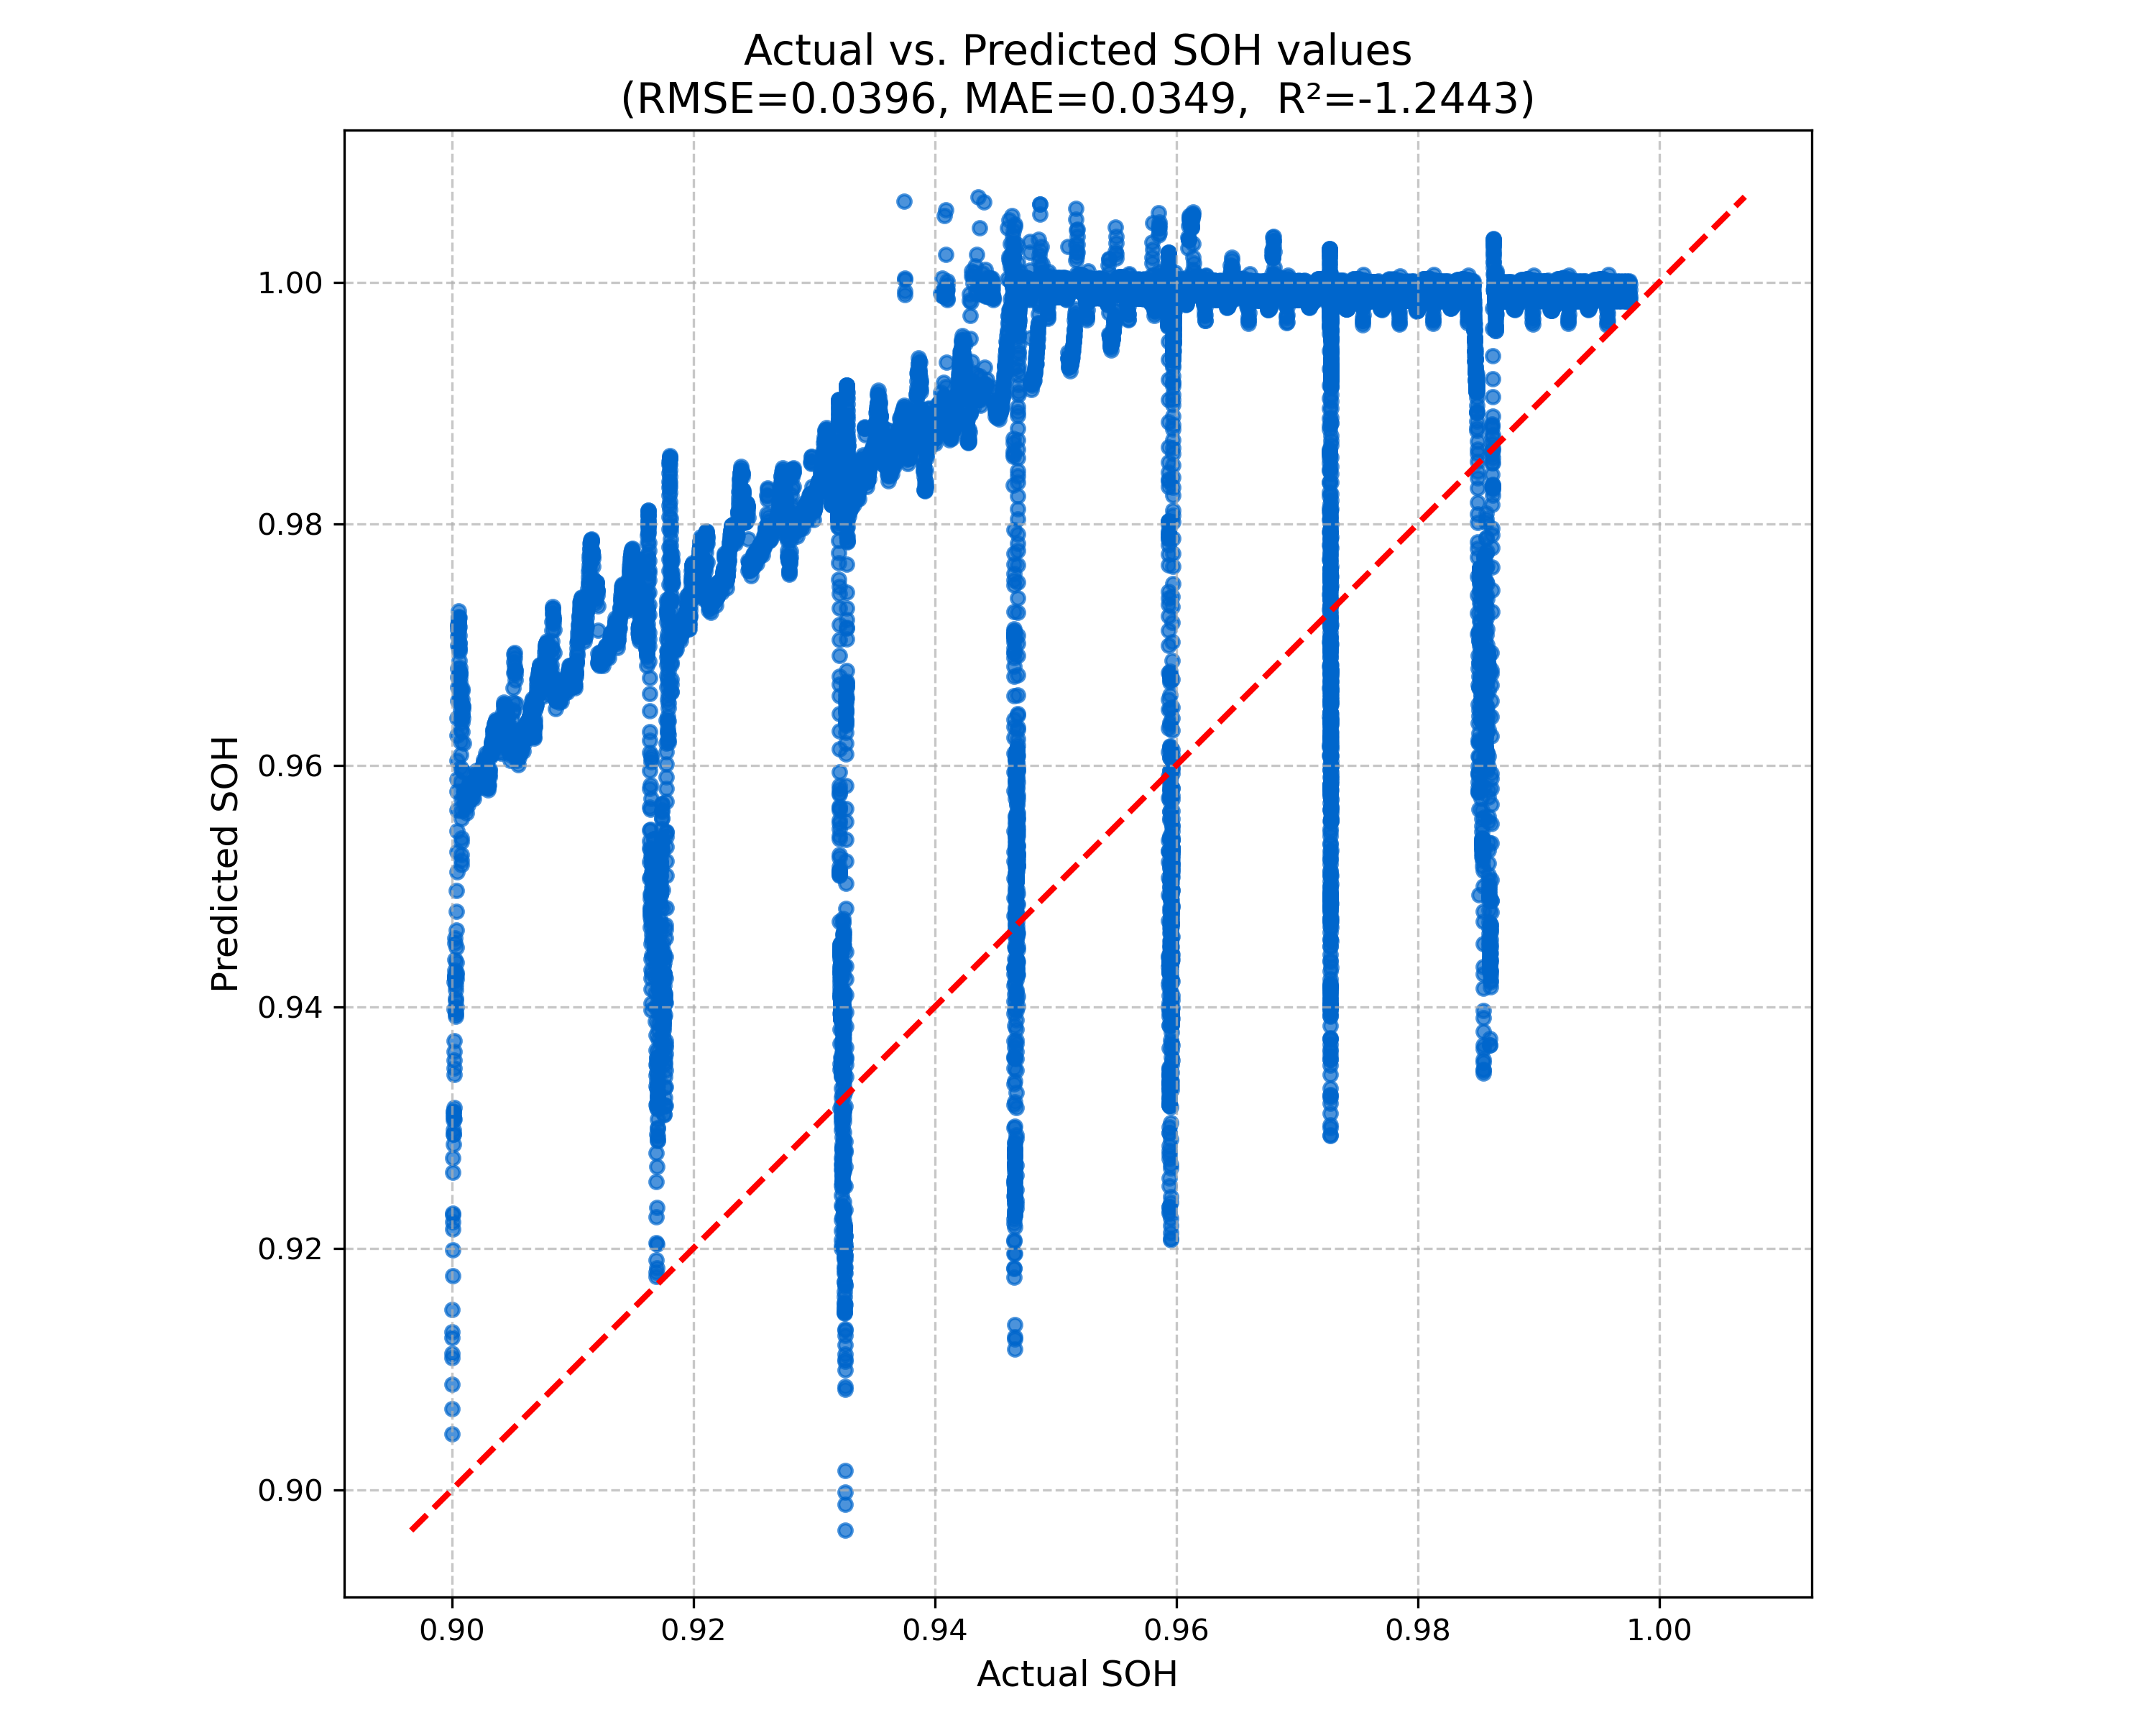 Actual vs. Predicted SOH values
(RMSE=0.0396, MAE=0.0349,  R²=-1.2443)
Predicted SOH
1.00
0.98
0.96
0.94
0.92
0.90
0.90 0.92 0.94 0.96 0.98 1.00
Actual SOH